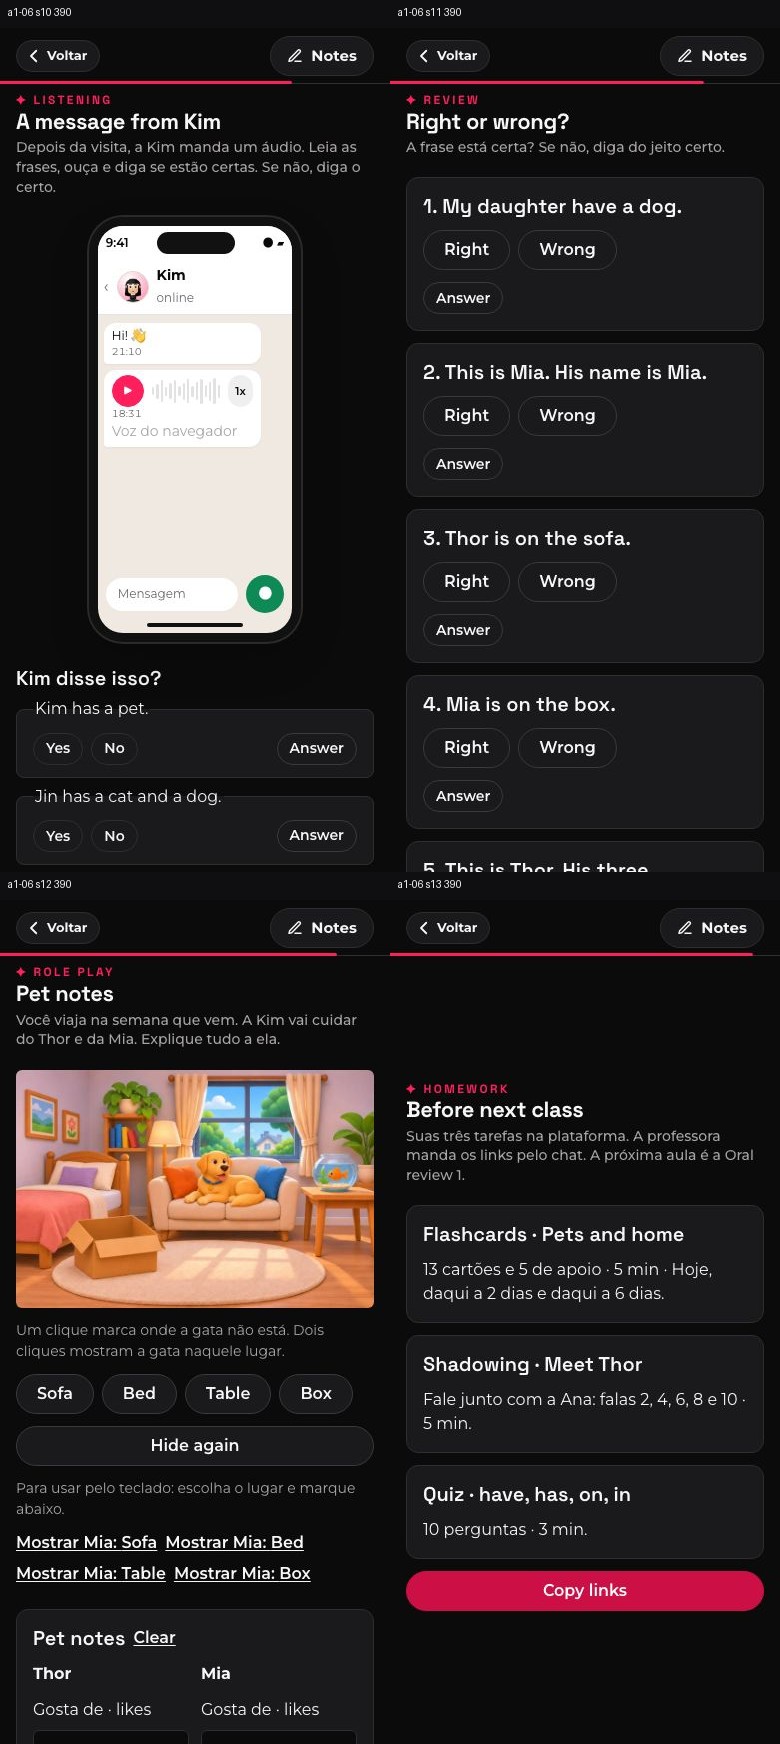 a1-06 s10 390
Voltar
Notes
LISTENING
A message from Kim
Depois da visita, a Kim manda um áudio. Leia as
frases, ouça e diga se estão certas. Se não, diga o
certo.
9:41
Kim
online
Hi! 👋
21:10
1x
18:31
Voz do navegador
Mensagem
Kim disse isso?
Kim has a pet.
Yes
No
Answer
Jin has a cat and a dog.
Yes
No
Answer
a1-06 s11 390
Voltar
Notes
REVIEW
Right or wrong?
A frase está certa? Se não, diga do jeito certo.
1. My daughter have a dog.
Right
Wrong
Answer
2. This is Mia. His name is Mia.
Right
Wrong
Answer
3. Thor is on the sofa.
Right
Wrong
Answer
4. Mia is on the box.
Right
Wrong
Answer
5. This is Thor. His three
a1-06 s12 390
Voltar
Notes
ROLE PLAY
Pet notes
Você viaja na semana que vem. A Kim vai cuidar
do Thor e da Mia. Explique tudo a ela.
Um clique marca onde a gata não está. Dois
cliques mostram a gata naquele lugar.
Sofa
Bed
Table
Box
Hide again
Para usar pelo teclado: escolha o lugar e marque
abaixo.
Mostrar Mia: Sofa Mostrar Mia: Bed
Mostrar Mia: Table Mostrar Mia: Box
Pet notes Clear
Thor
Mia
Gosta de · likes
Gosta de · likes
a1-06 s13 390
Voltar
Notes
HOMEWORK
Before next class
Suas três tarefas na plataforma. A professora
manda os links pelo chat. A próxima aula é a Oral
review 1.
Flashcards · Pets and home
13 cartões e 5 de apoio · 5 min · Hoje,
daqui a 2 dias e daqui a 6 dias.
Shadowing · Meet Thor
Fale junto com a Ana: falas 2, 4, 6, 8 e 10 ·
5 min.
Quiz · have, has, on, in
10 perguntas · 3 min.
Copy links